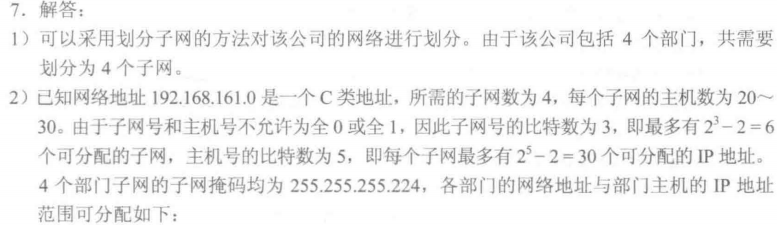 7．解答：
1）可以采用划分子网的方法对该公司的网络进行划分。由于该公司包括 4 个部门，共需要
划分为 4 个子网。
2）已知网络地址 192.168.161.0 是一个 C 类地址，所需的子网数为 4，每个子网的主机数为 20～
30。由于子网号和主机号不允许为全 0 或全 1，因此子网号的比特数为 3，即最多有 2³－2＝6
个可分配的子网，主机号的比特数为 5，即每个子网最多有 2⁵－2＝30 个可分配的 IP 地址。
4 个部门子网的子网掩码均为 255.255.255.224，各部门的网络地址与部门主机的 IP 地址
范围可分配如下：